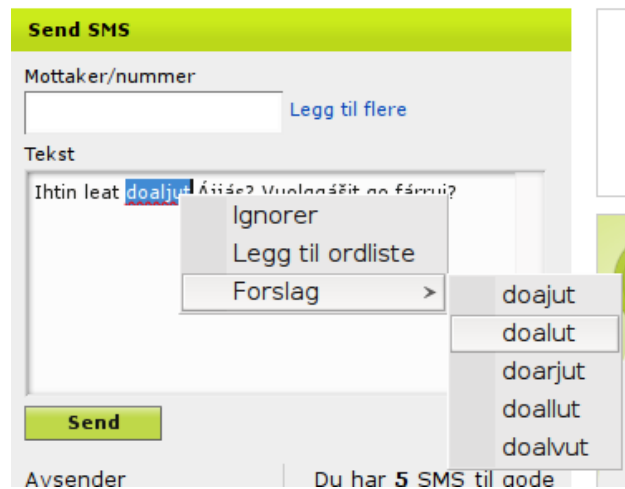 Send SMS
Mottaker/nummer
Legg til flere
Tekst
Ihtin leat doaljut Ájjás? Vuolggášit go fárrui?
Ignorer
Legg til ordliste
Forslag >
doajut
doalut
doarjut
doallut
doalvut
Send
Avsender
Du har 5 SMS til gode